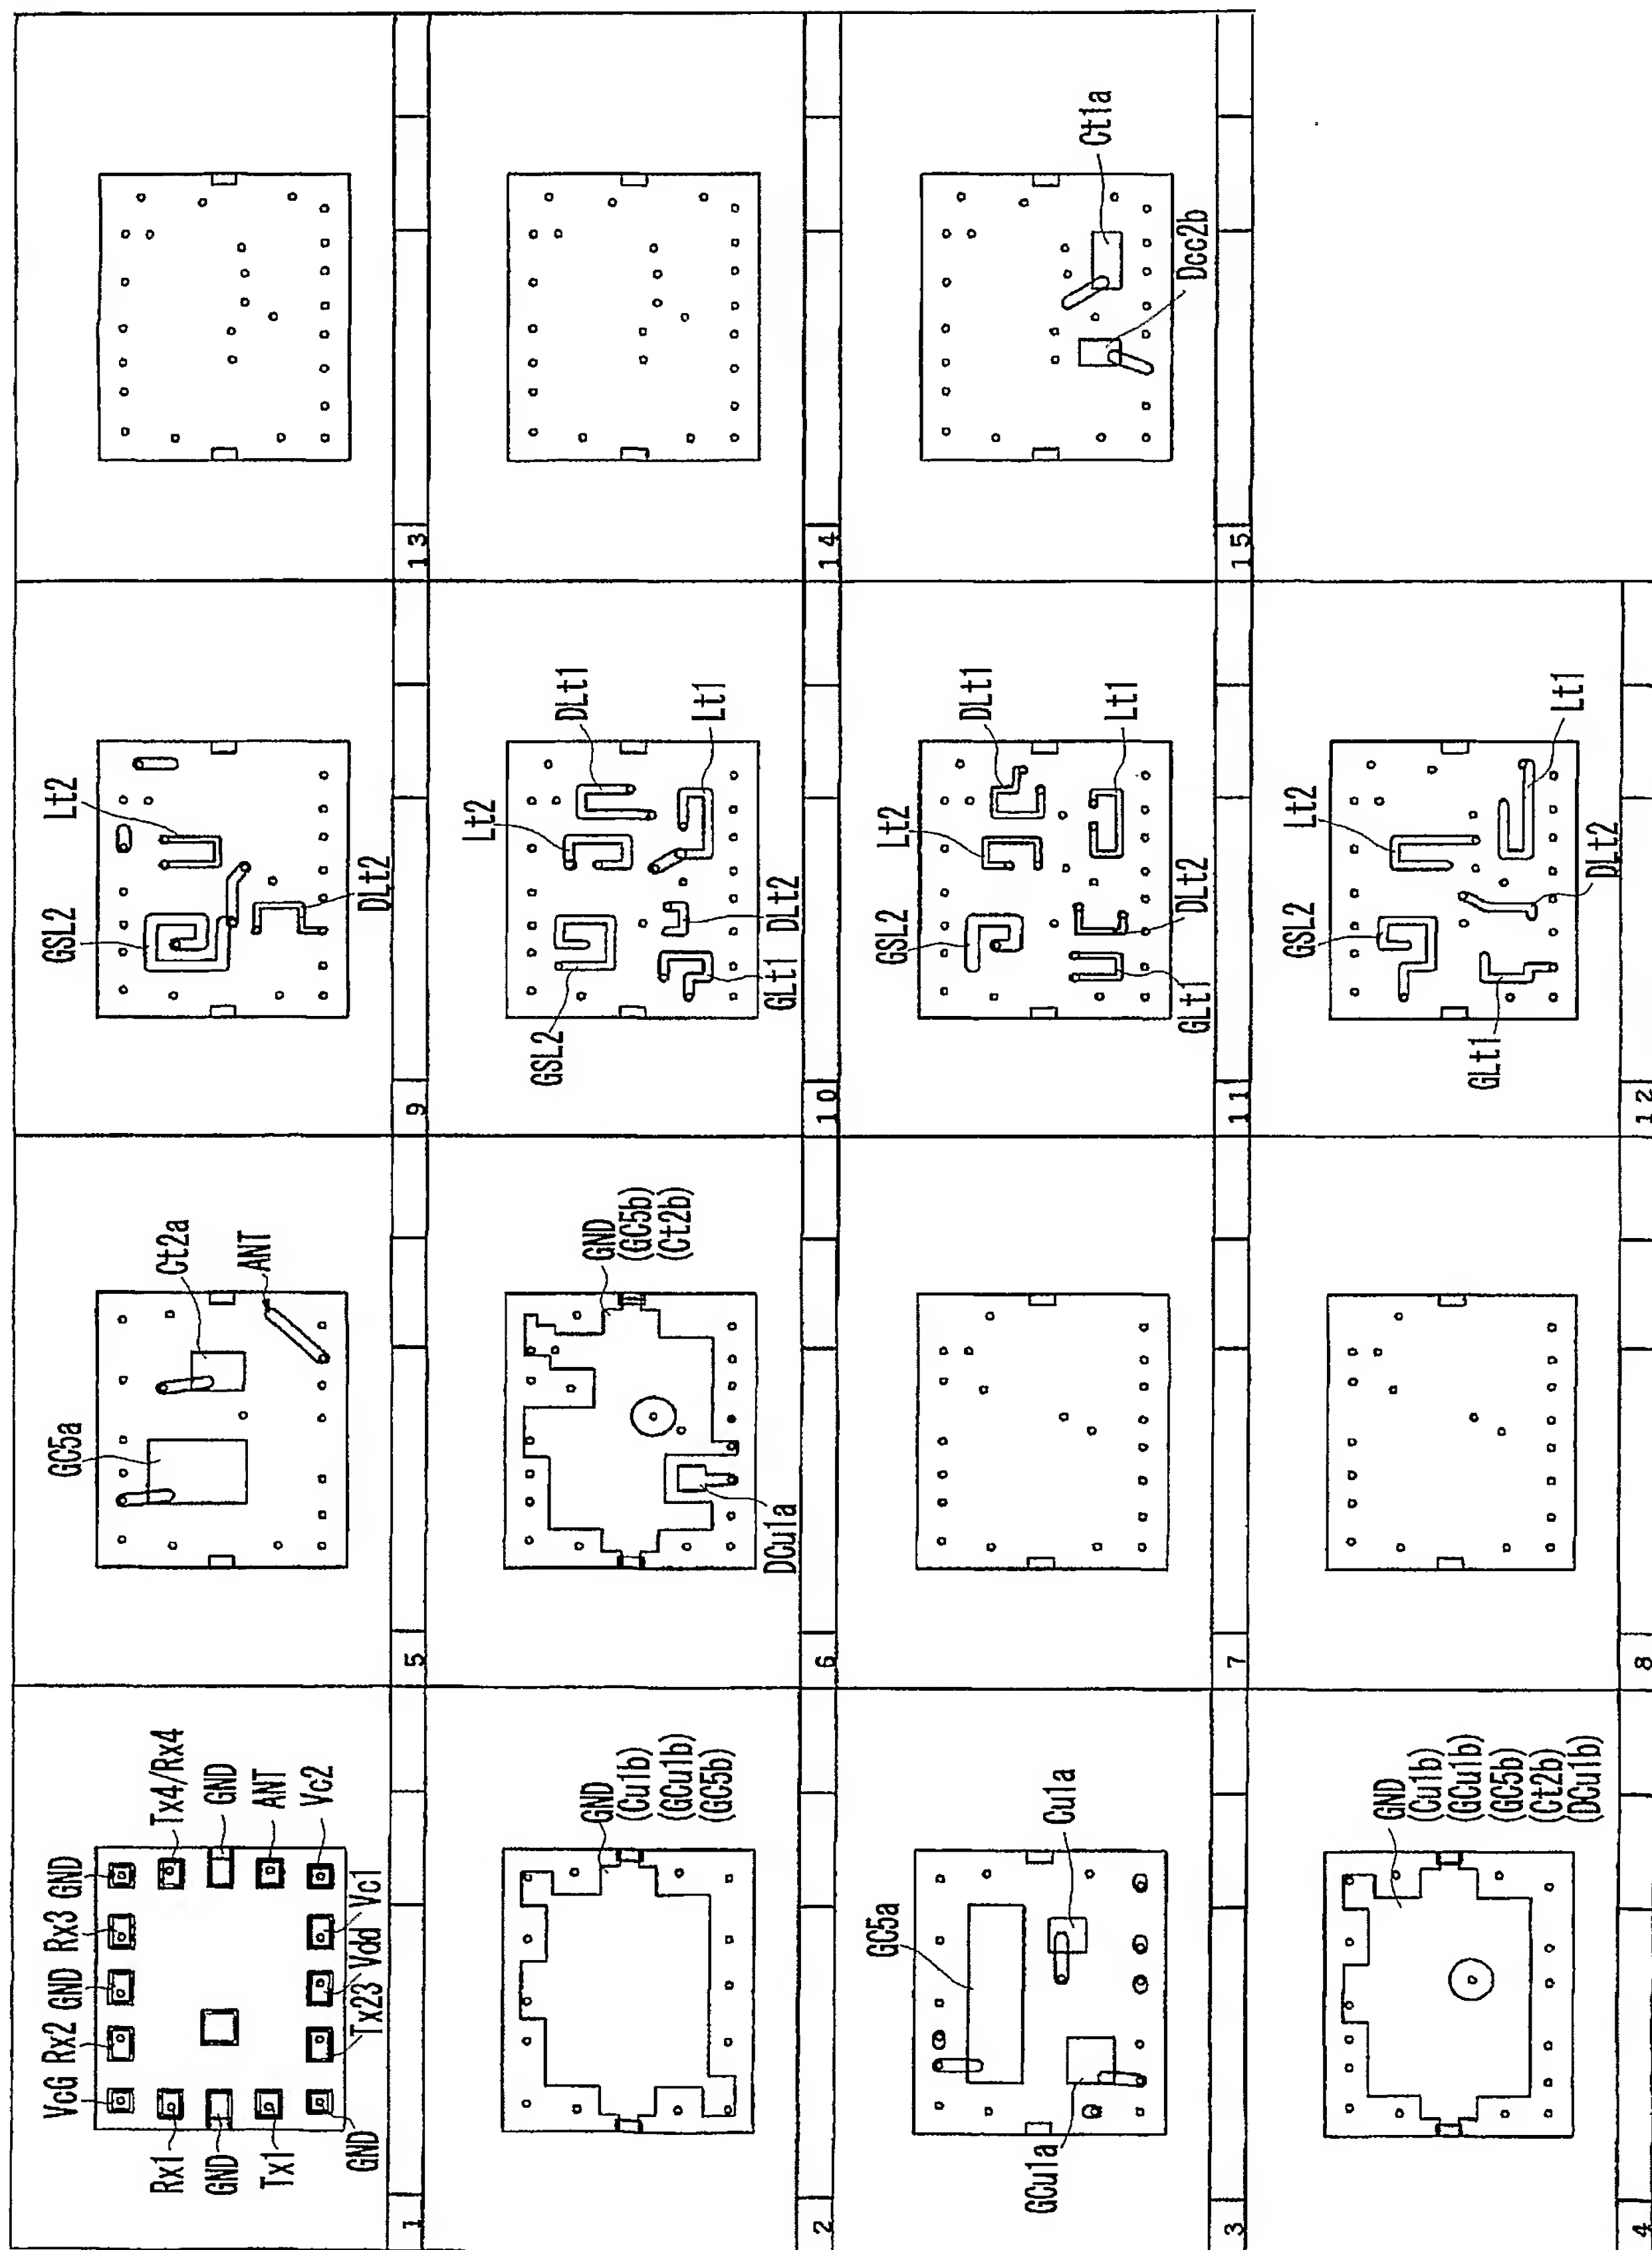 VcG Rx2 GND Rx3 GND
Rx1
GND
Tx1
GND
Tx4/Rx4
GND
ANT
Vc2
Tx23 Vdd Vc1
1
GND
(Cu1b)
(GCu1b)
(GC5b)
2
GC5a
Cu1a
GCu1a
3
GND
(Cu1b)
(GCu1b)
(GC5b)
(Ct2b)
(DCu1b)
4
GC5a
Ct2a
ANT
5
GND
(GC5b)
(Ct2b)
DCu1a
6
7
8
GSL2
Lt2
DLt2
9
GSL2
Lt2
DLt1
Lt1
GLt1
DLt2
10
GSL2
Lt2
DLt1
Lt1
GLt1
DLt2
11
GSL2
Lt2
Lt1
GLt1
DLt2
12
13
14
Ct1a
Dcc2b
15